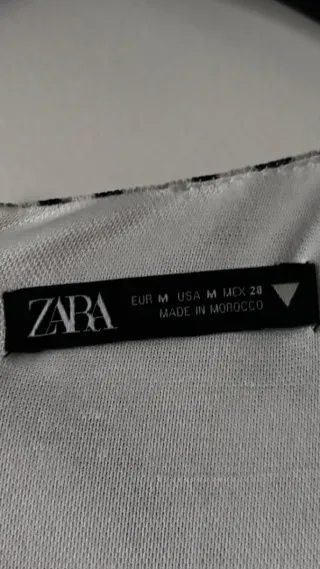 ZARA
EUR M USA M MEX 28
MADE IN MOROCCO